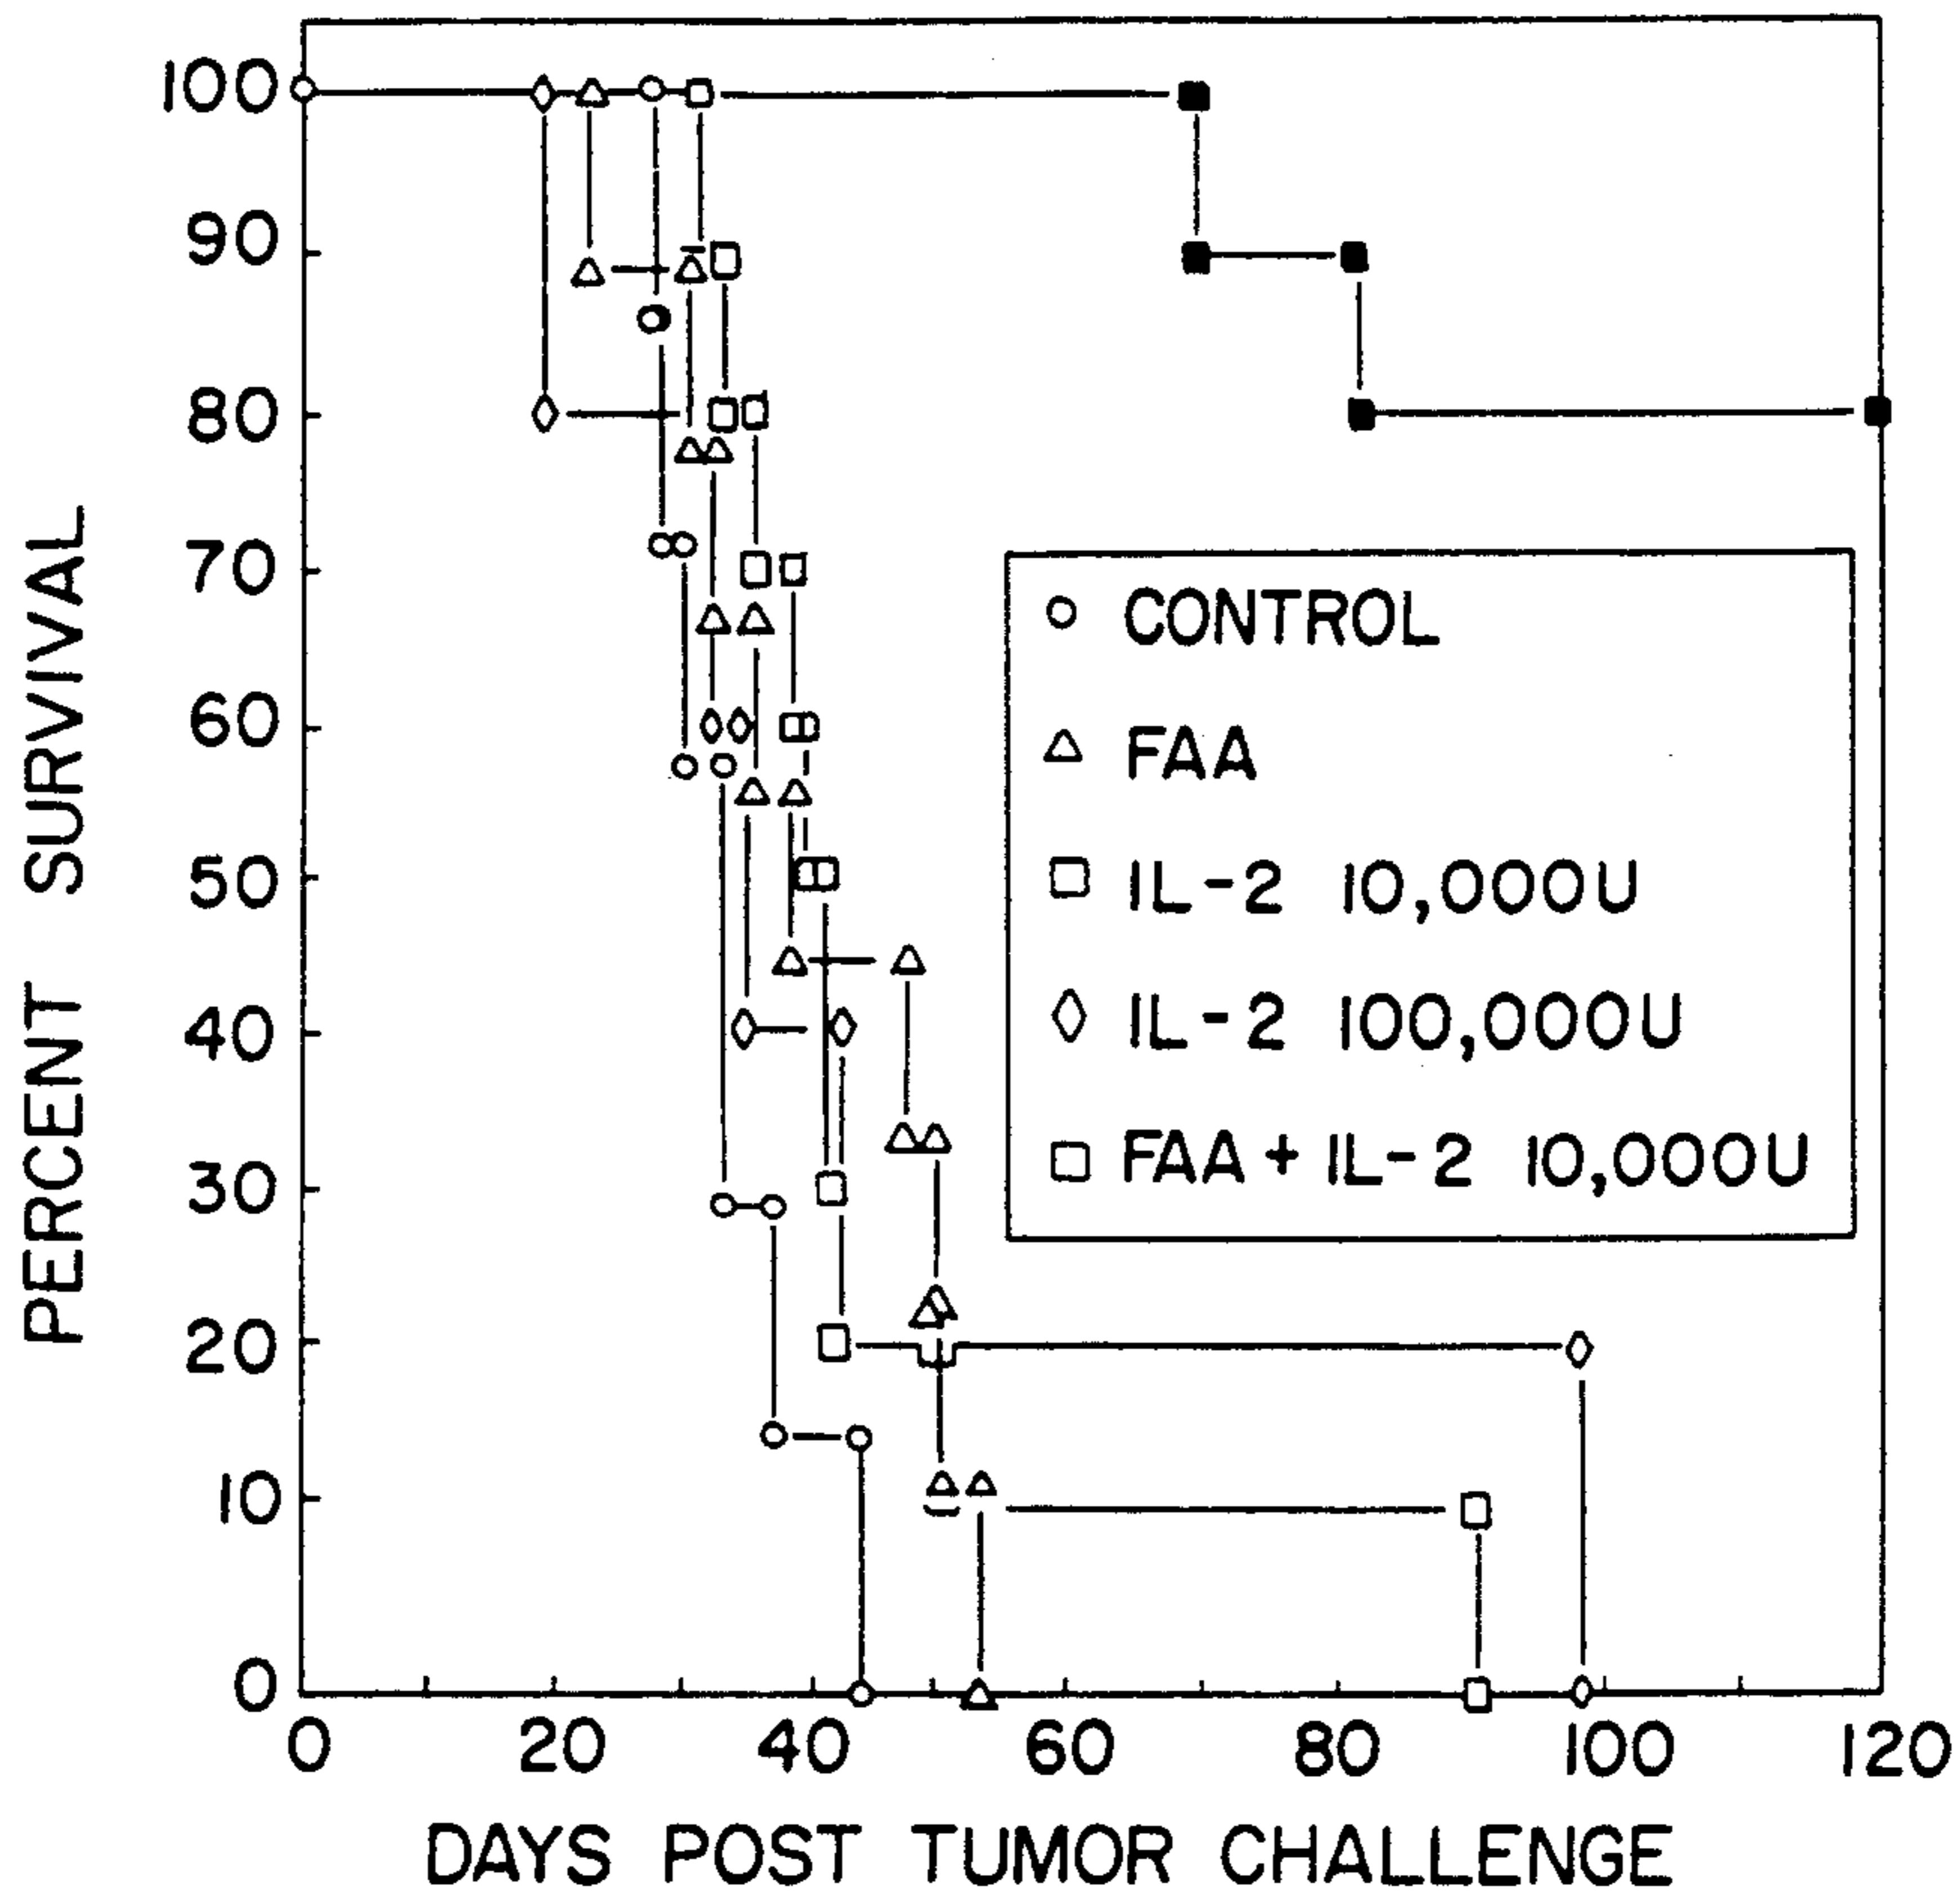 PERCENT SURVIVAL
100
90
80
70
60
50
40
30
20
10
0
CONTROL
FAA
IL-2 10,000U
IL-2 100,000U
FAA + IL-2 10,000U
0 20 40 60 80 100 120
DAYS POST TUMOR CHALLENGE